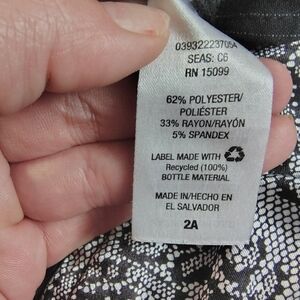 03932223705A
SEAS: C6
RN 15099
62% POLYESTER/
POLIÉSTER
33% RAYON/RAYÓN
5% SPANDEX
LABEL MADE WITH
Recycled (100%)
BOTTLE MATERIAL
MADE IN/HECHO EN
EL SALVADOR
2A